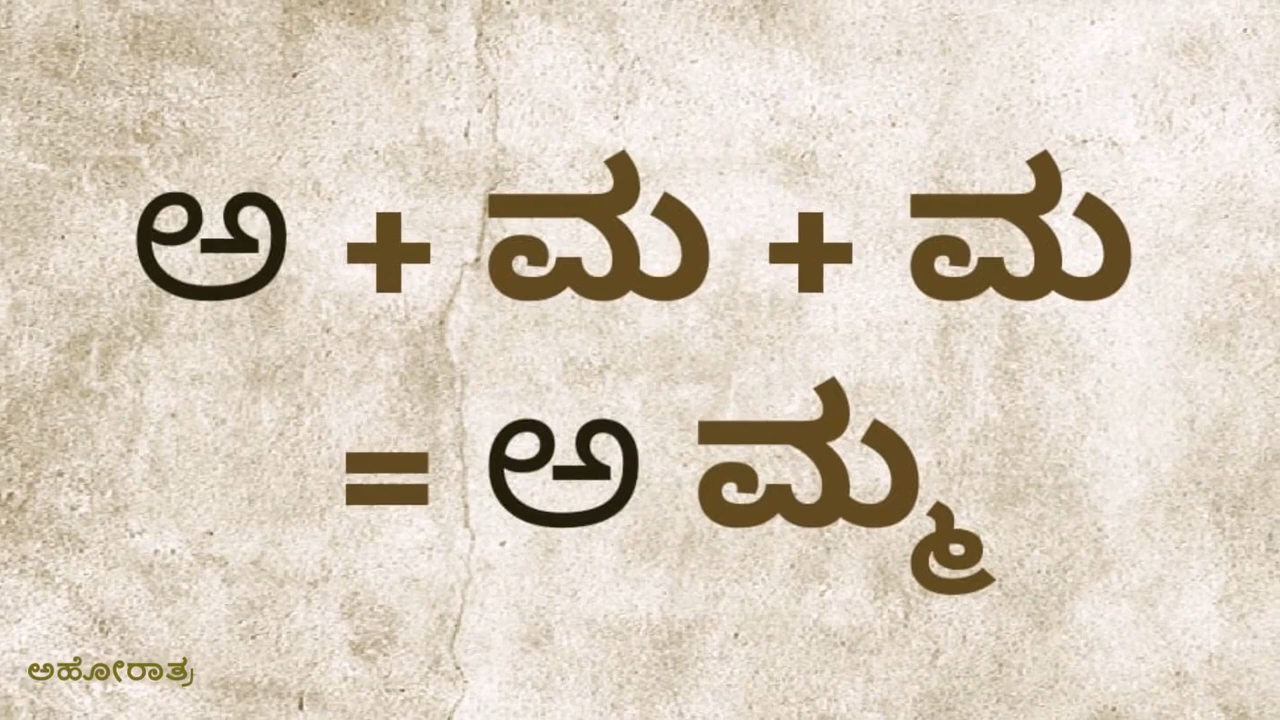 ಅ + ಮ + ಮ
= ಅ ಮ್ಮ
ಅಹೋರಾತ್ರ